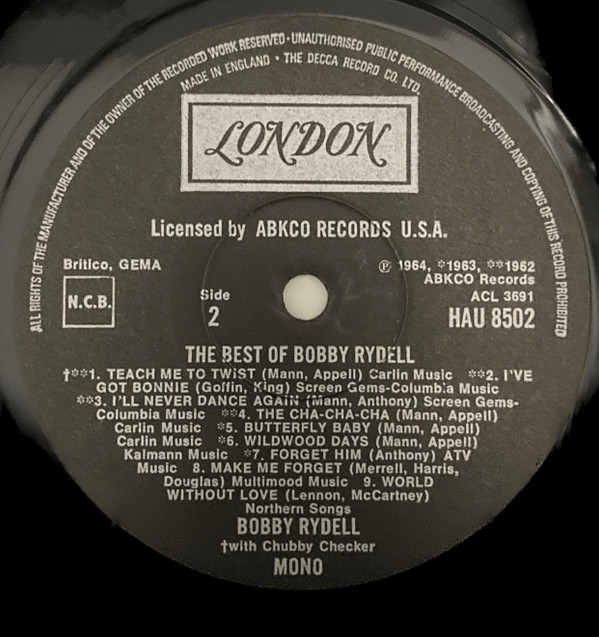 ALL RIGHTS OF THE MANUFACTURER AND OF THE OWNER OF THE RECORDED WORK RESERVED · UNAUTHORISED PUBLIC PERFORMANCE BROADCASTING AND COPYING OF THIS RECORD PROHIBITED
MADE IN ENGLAND • THE DECCA RECORD CO. LTD.
LONDON
Licensed by ABKCO RECORDS U.S.A.
Britico, GEMA
N.C.B.
Side
2
℗ 1964, *1963, **1962
ABKCO Records
ACL 3691
HAU 8502
THE BEST OF BOBBY RYDELL
†**1. TEACH ME TO TWIST (Mann, Appell) Carlin Music **2. I'VE
GOT BONNIE (Goffin, King) Screen Gems-Columbia Music
**3. I'LL NEVER DANCE AGAIN (Mann, Anthony) Screen Gems-
Columbia Music **4. THE CHA-CHA-CHA (Mann, Appell)
Carlin Music *5. BUTTERFLY BABY (Mann, Appell)
Carlin Music *6. WILDWOOD DAYS (Mann, Appell)
Kalmann Music *7. FORGET HIM (Anthony) ATV
Music 8. MAKE ME FORGET (Merrell, Harris,
Douglas) Multimood Music 9. WORLD
WITHOUT LOVE (Lennon, McCartney)
Northern Songs
BOBBY RYDELL
†with Chubby Checker
MONO